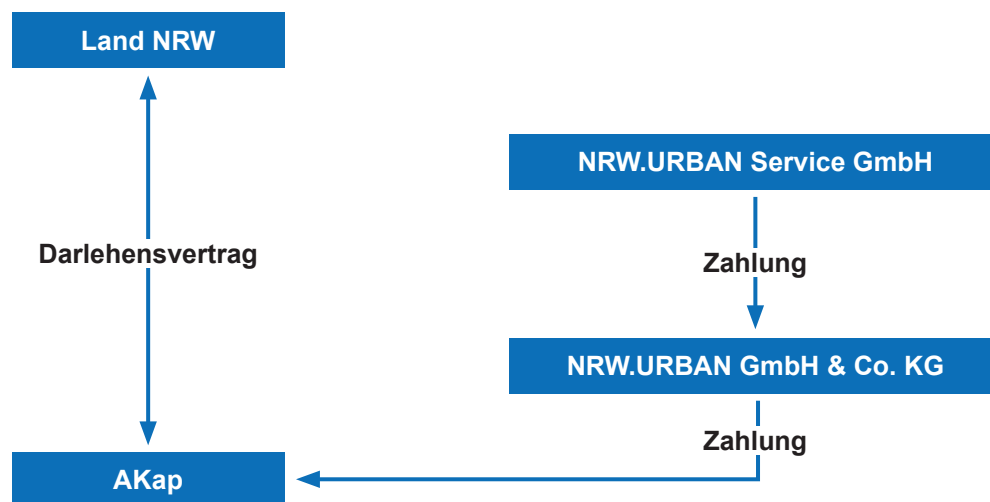 Land NRW
NRW.URBAN Service GmbH
Darlehensvertrag
Zahlung
NRW.URBAN GmbH & Co. KG
Zahlung
AKap